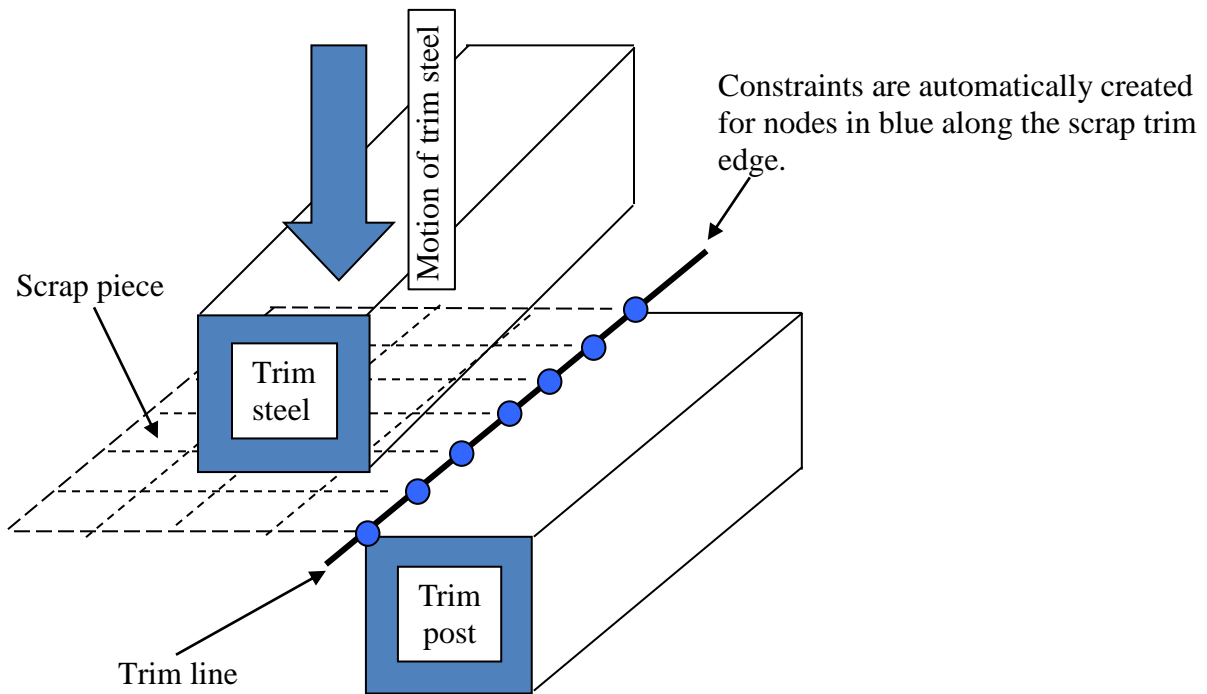 Motion of trim steel
Constraints are automatically created
for nodes in blue along the scrap trim
edge.
Scrap piece
Trim
steel
Trim
post
Trim line